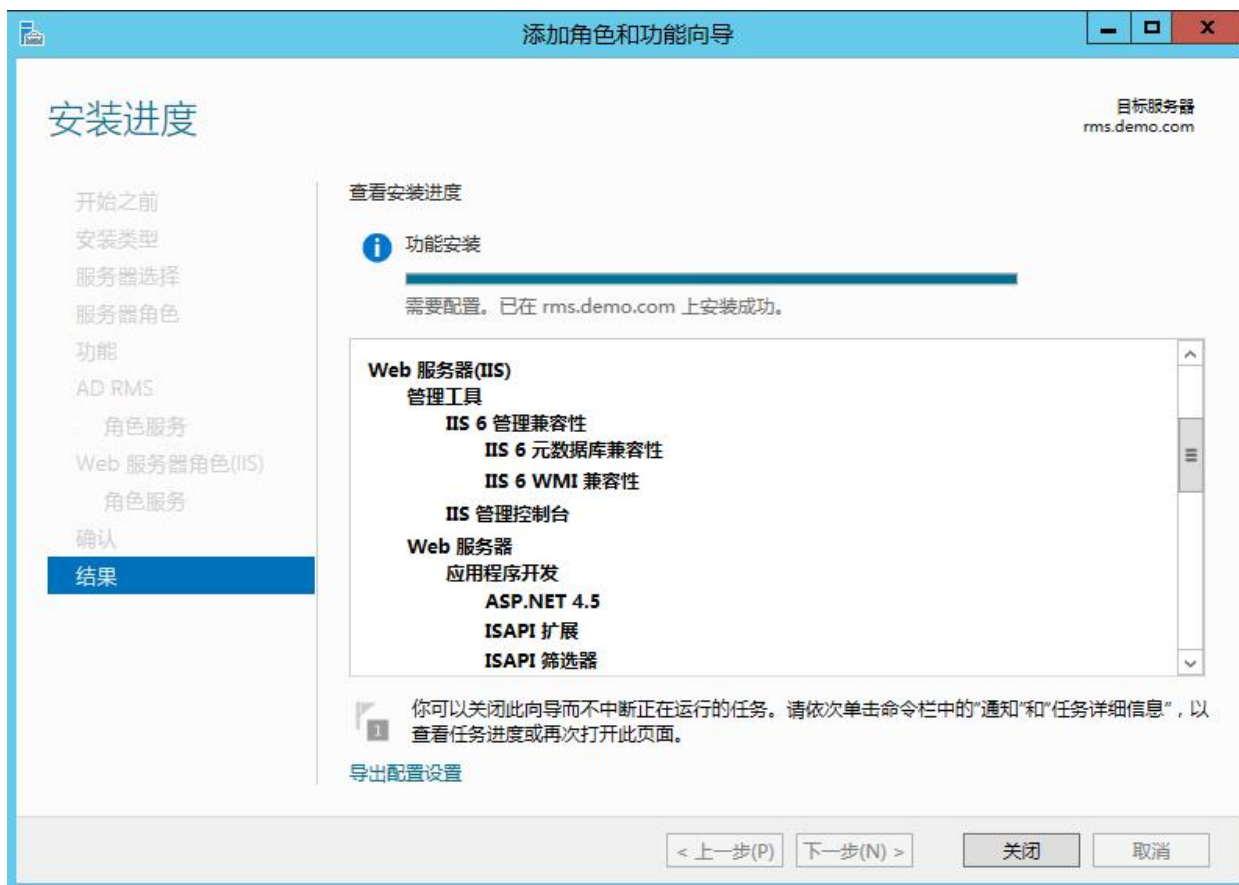 添加角色和功能向导
安装进度
目标服务器
rms.demo.com
开始之前
安装类型
服务器选择
服务器角色
功能
AD RMS
角色服务
Web 服务器角色(IIS)
角色服务
确认
结果
查看安装进度
功能安装
需要配置。已在 rms.demo.com 上安装成功。
Web 服务器(IIS)
管理工具
IIS 6 管理兼容性
IIS 6 元数据库兼容性
IIS 6 WMI 兼容性
IIS 管理控制台
Web 服务器
应用程序开发
ASP.NET 4.5
ISAPI 扩展
ISAPI 筛选器
1
你可以关闭此向导而不中断正在运行的任务。请依次单击命令栏中的“通知”和“任务详细信息”，以
查看任务进度或再次打开此页面。
导出配置设置
< 上一步(P)
下一步(N) >
关闭
取消